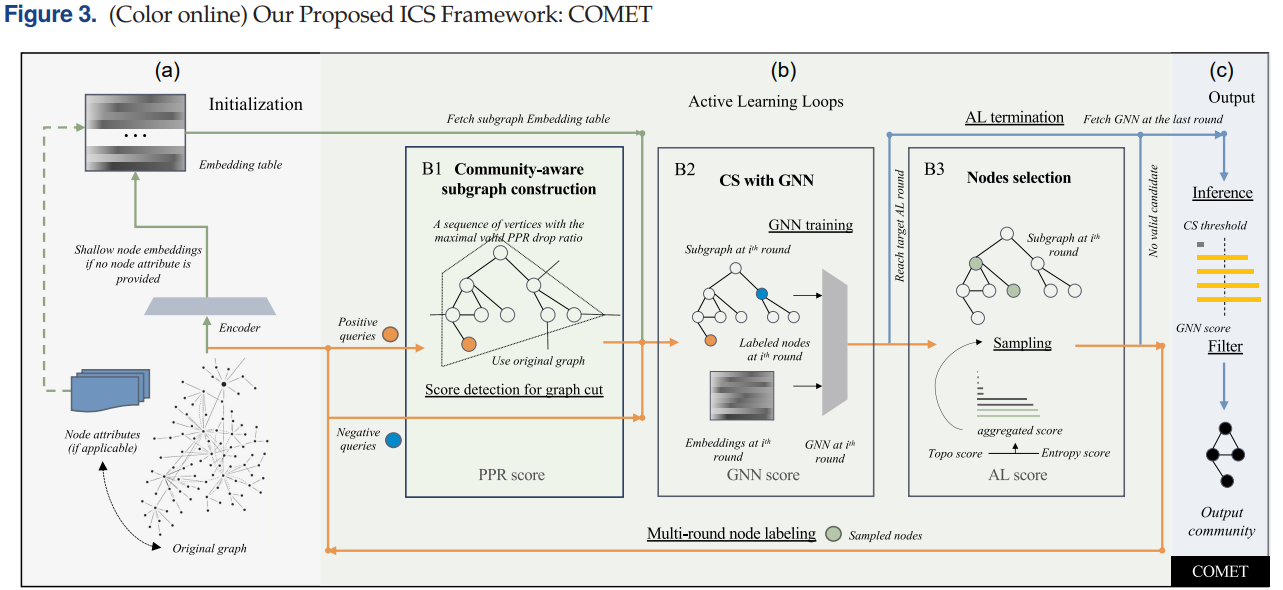 Figure 3. (Color online) Our Proposed ICS Framework: COMET
(a)
Initialization
• • •
Embedding table
Shallow node embeddings
if no node attribute is
provided
Encoder
Node attributes
(if applicable)
Original graph
(b)
Active Learning Loops
Fetch subgraph Embedding table
Positive
queries
Negative
queries
B1 Community-aware
subgraph construction
A sequence of vertices with the
maximal valid PPR drop ratio
Use original graph
Score detection for graph cut
PPR score
B2
CS with GNN
GNN training
Subgraph at ith round
Labeled nodes
at ith round
Embeddings at ith
round
GNN at ith
round
GNN score
AL termination
Fetch GNN at the last round
Reach target AL round
B3
Nodes selection
Subgraph at ith
round
Sampling
aggregated score
Topo score
Entropy score
AL score
No valid candidate
Multi-round node labeling
Sampled nodes
(c)
Output
Inference
CS threshold
GNN score
Filter
Output
community
COMET